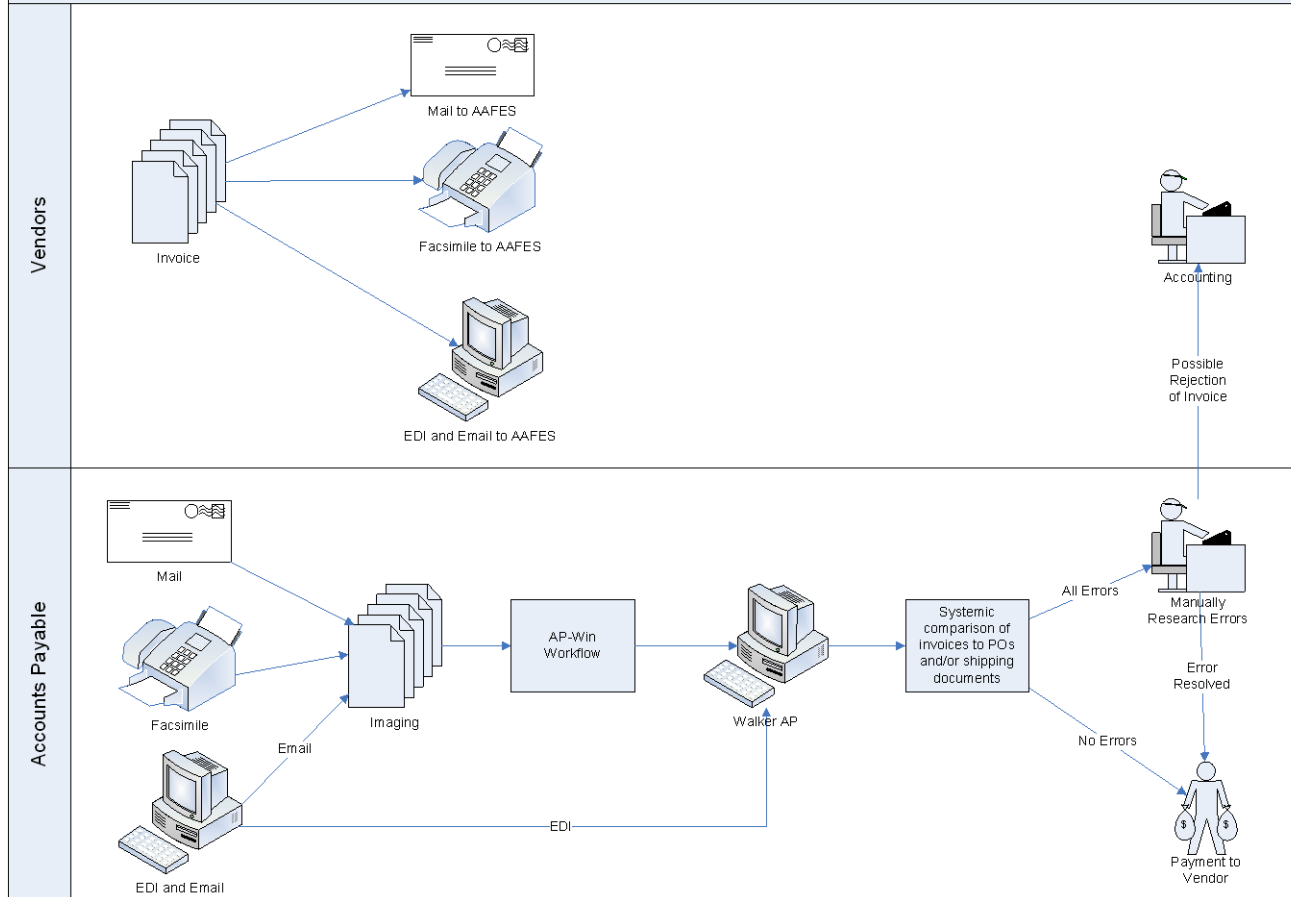 Vendors
Mail to AAFES
Facsimile to AAFES
Invoice
EDI and Email to AAFES
Accounting
Possible
Rejection
of Invoice
Accounts Payable
Mail
Facsimile
Email
EDI and Email
EDI
Imaging
AP-Win
Workflow
Walker AP
Systemic
comparison of
invoices to POs
and/or shipping
documents
All Errors
Manually
Research Errors
Error
Resolved
No Errors
$
$
Payment to
Vendor